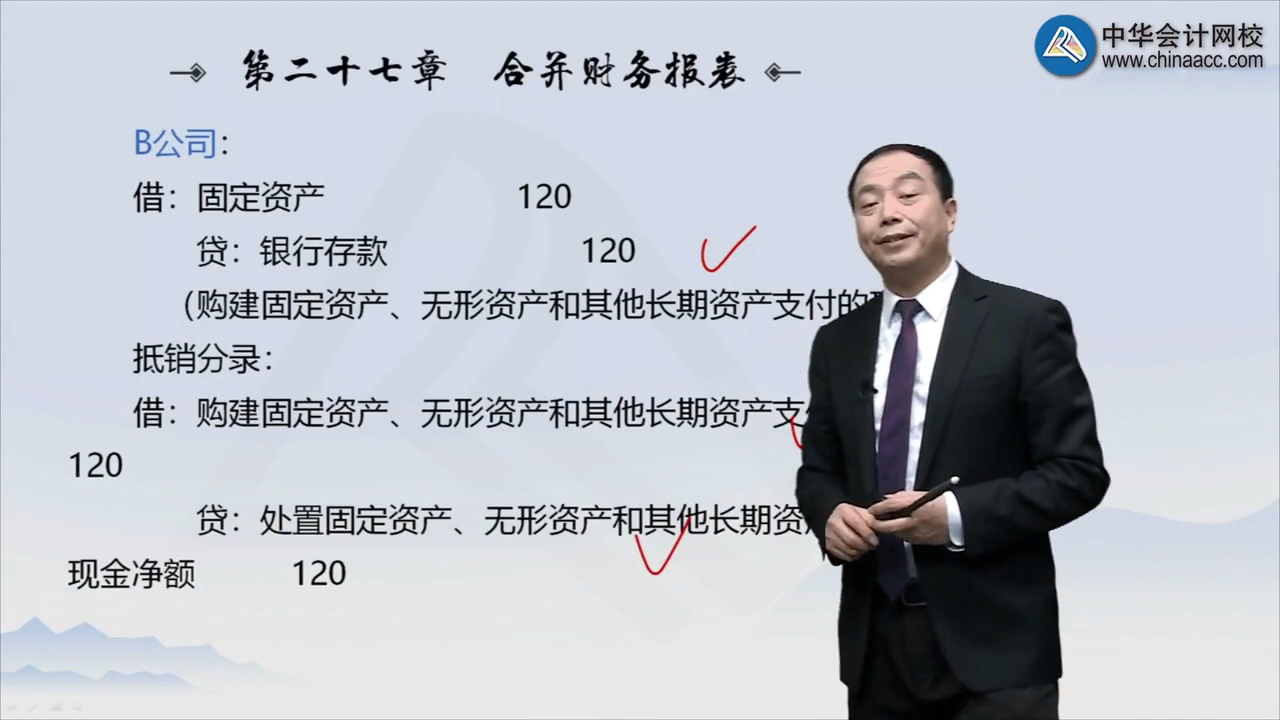 第二十七章 合并财务报表
中华会计网校
www.chinaacc.com
B公司：
借：固定资产 120
贷：银行存款 120
（购建固定资产、无形资产和其他长期资产支付的
抵销分录：
借：购建固定资产、无形资产和其他长期资产支
120
贷：处置固定资产、无形资产和其他长期资
现金净额 120